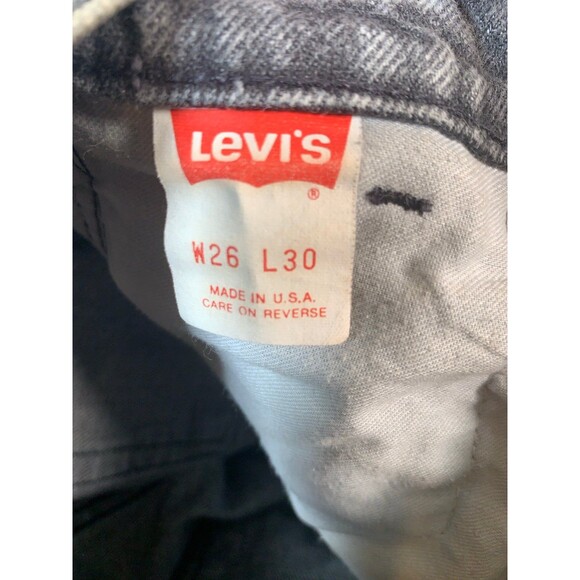 Levi's
®
W26 L30
MADE IN U.S.A.
CARE ON REVERSE